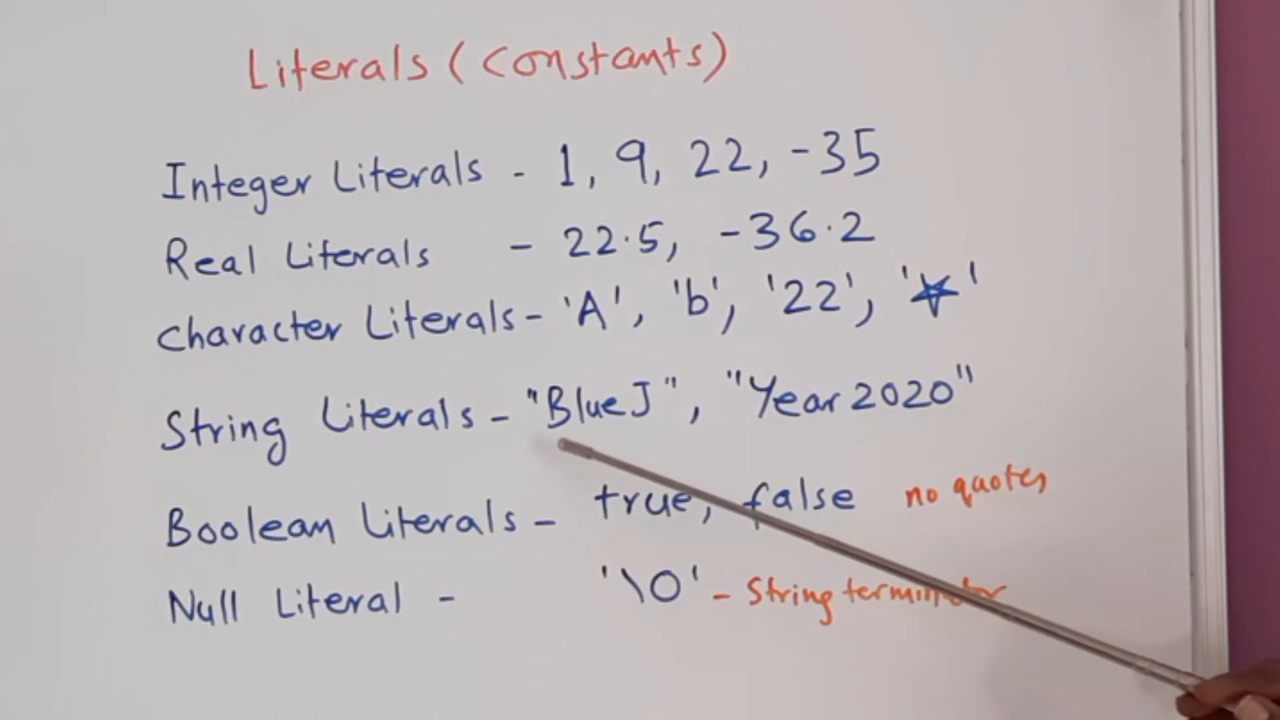 Literals (Constants)
Integer Literals - 1, 9, 22, -35
Real Literals - 22.5, -36.2
Character Literals - 'A', 'b', '22', '☆'
String Literals - "BlueJ", "Year 2020"
Boolean Literals - true, false no quotes
Null Literal - '\0' - String terminator